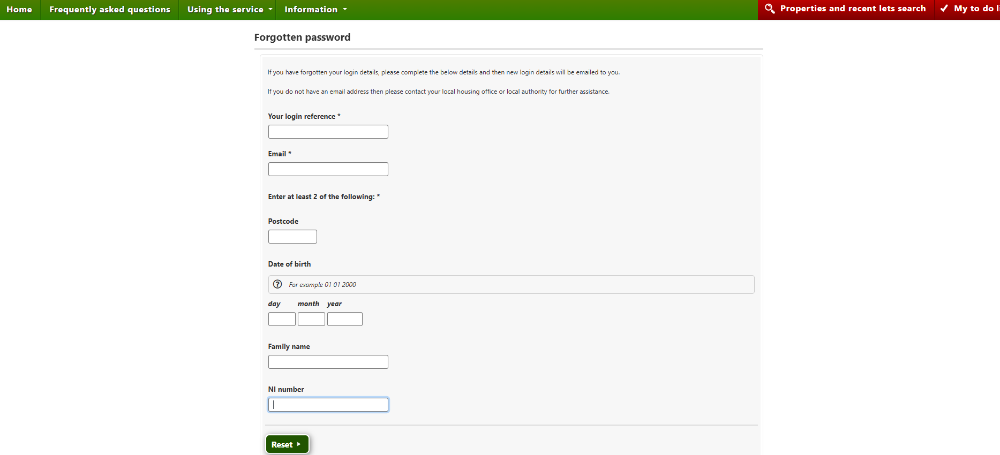 Home Frequently asked questions Using the service Information Properties and recent lets search My to do li
Forgotten password
If you have forgotten your login details, please complete the below details and then new login details will be emailed to you.
If you do not have an email address then please contact your local housing office or local authority for further assistance.
Your login reference *
Email *
Enter at least 2 of the following: *
Postcode
Date of birth
For example 01 01 2000
day month year
Family name
NI number
Reset